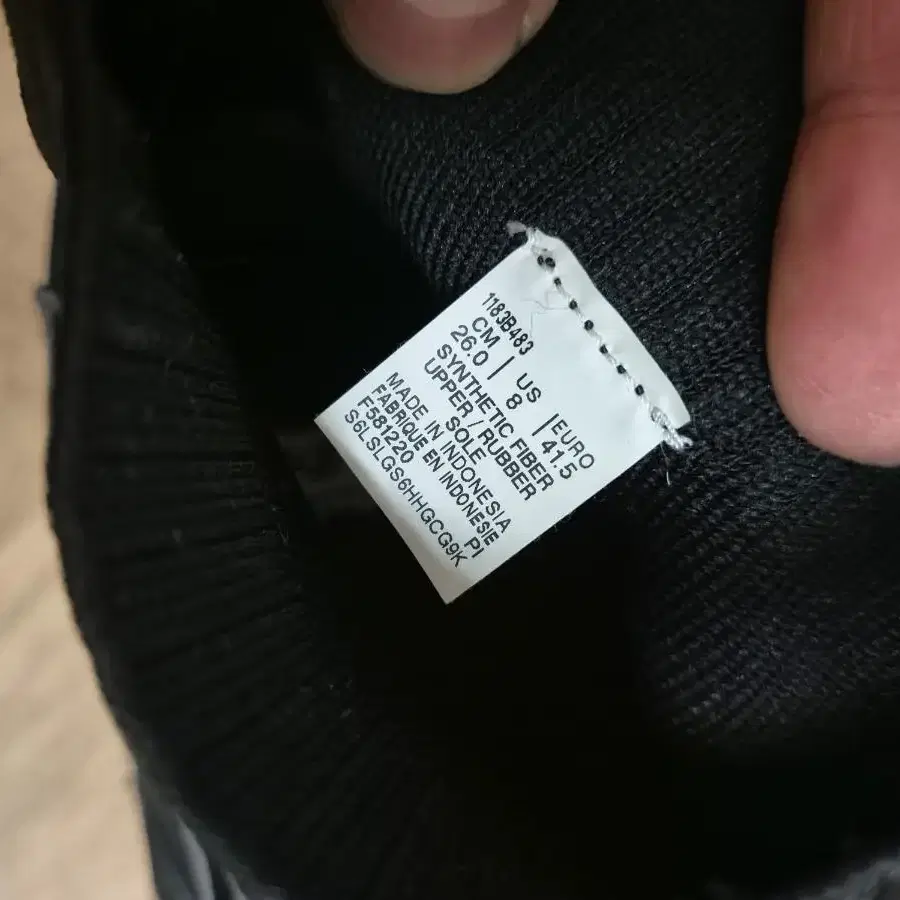 1183B483
CM | US | EURO
26.0 | 8 | 41.5
SYNTHETIC FIBER
UPPER / RUBBER
SOLE
MADE IN INDONESIA
FABRIQUE EN INDONESIE
F581220 PI
S6LSLGS6HHGCG9K